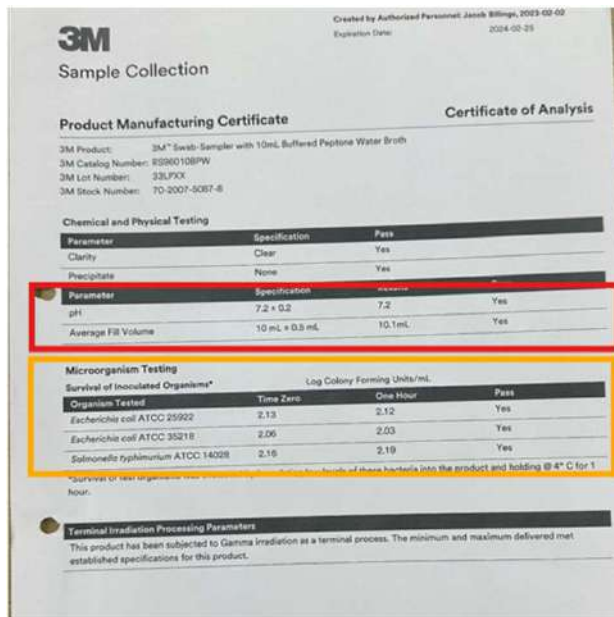 3M
Sample Collection
Created by Authorized Personnel: Jacob Billings, 2023-02-02
Expiration Date: 2024-02-25
Product Manufacturing Certificate Certificate of Analysis
3M Product: 3M™ Swab-Sampler with 10mL Buffered Peptone Water Broth
3M Catalog Number: RS96010BPW
3M Lot Number:
3M Stock Number: 70-2007-5087-6
Chemical and Physical Testing
Parameter Specification Pass
Clarity Clear Yes
Precipitate None Yes
Parameter Specification
pH 7.2 ± 0.2 7.2 Yes
Average Fill Volume 10 mL ± 0.5 mL 10.1mL Yes
Microorganism Testing
Survival of Inoculated Organisms* Log Colony Forming Units/mL
Organism Tested Time Zero One Hour Pass
Escherichia coli ATCC 25922 2.13 2.12 Yes
Escherichia coli ATCC 35218 2.06 2.03 Yes
Salmonella typhimurium ATCC 14028 2.16 2.19 Yes
*Survival of test organisms was levels of these bacteria into the product and holding @ 4° C for 1
hour.
Terminal Irradiation Processing Parameters
This product has been subjected to Gamma irradiation as a terminal process. The minimum and maximum delivered met
established specifications for this product.